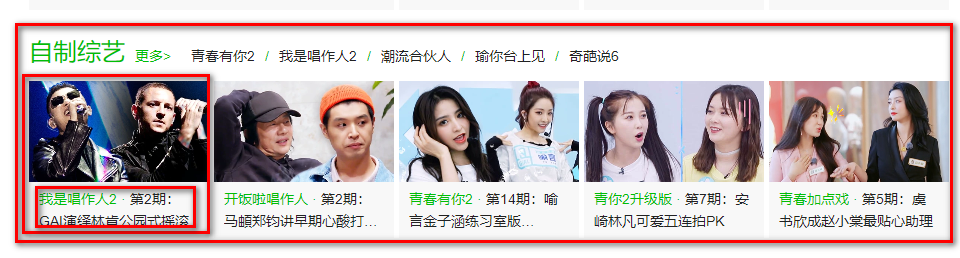 自制综艺 更多> 青春有你2 / 我是唱作人2 / 潮流合伙人 / 瑜你台上见 / 奇葩说6
我是唱作人2 · 第2期：
GAI演绎林肯公园式摇滚
开饭啦唱作人 · 第2期：
马頔郑钧讲早期心酸打…
青春有你2 · 第14期：喻
言金子涵练习室版…
青你2升级版 · 第7期：安
崎林凡可爱五连拍PK
青春加点戏 · 第5期：虞
书欣成赵小棠最贴心助理